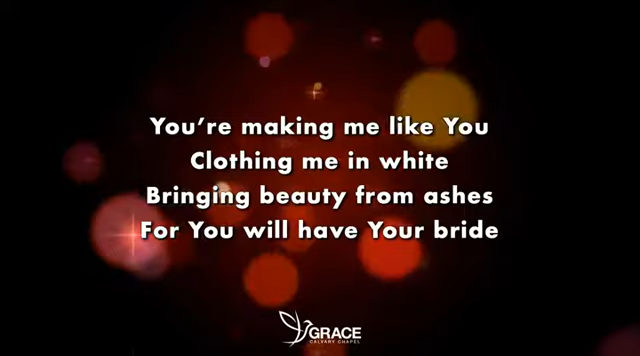 You're making me like You
Clothing me in white
Bringing beauty from ashes
For You will have Your bride
GRACE
CALVARY CHAPEL